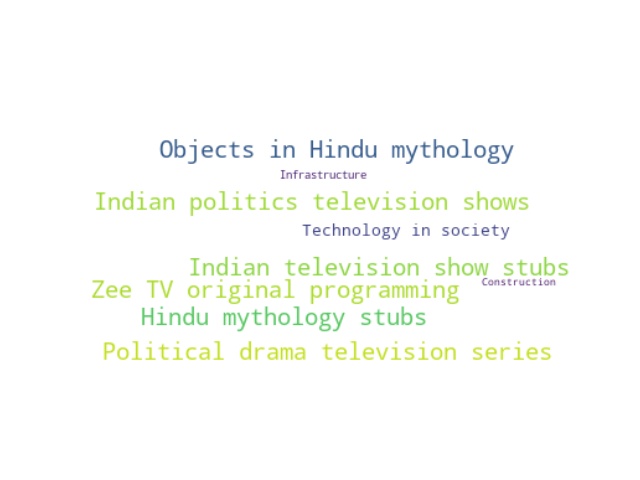 Objects in Hindu mythology
Infrastructure
Indian politics television shows
Technology in society
Indian television show stubs
Construction
Zee TV original programming
Hindu mythology stubs
Political drama television series